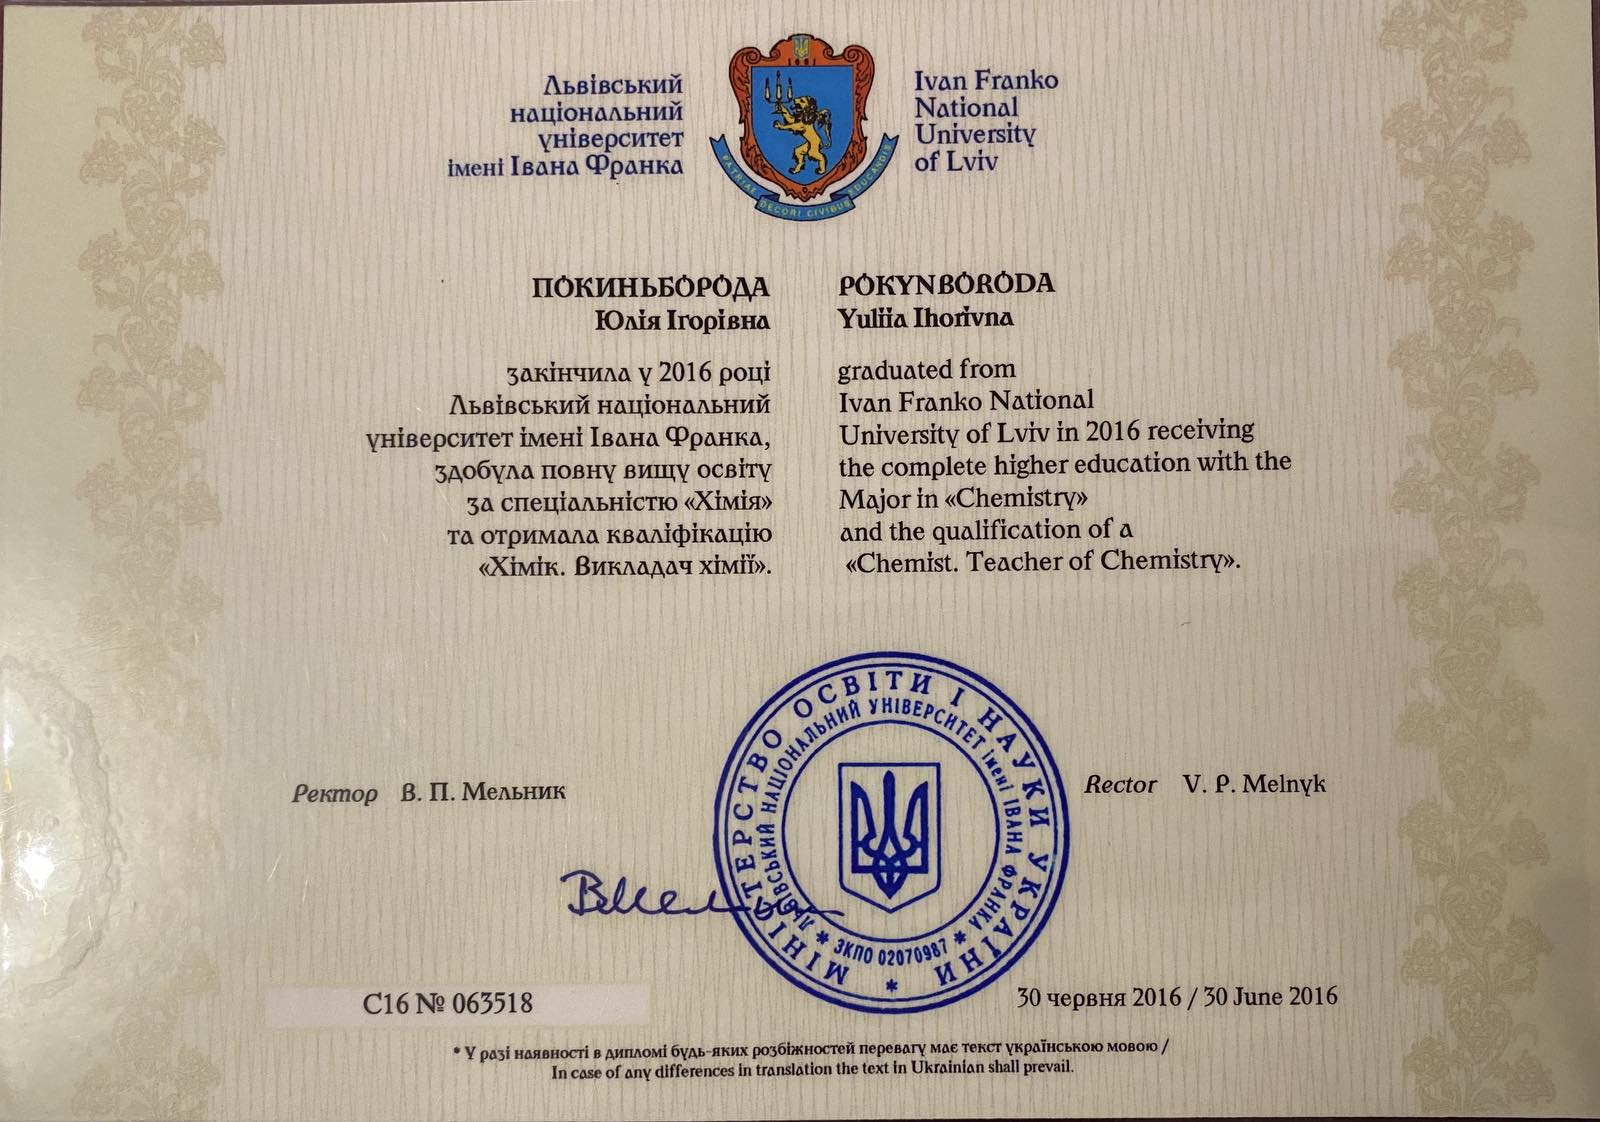 Львівський
національний
університет
імені Івана Франка
Ivan Franko
National
University
of Lviv
PATRIAE DECORI CIVIBUS EDUCANDIS
ПОКИНЬБОРОДА
Юлія Ігорівна
закінчила у 2016 році
Львівський національний
університет імені Івана Франка,
здобула повну вищу освіту
за спеціальністю «Хімія»
та отримала кваліфікацію
«Хімік. Викладач хімії».
POKYNBORODA
Yuliia Ihorivna
graduated from
Ivan Franko National
University of Lviv in 2016 receiving
the complete higher education with the
Major in «Chemistry»
and the qualification of a
«Chemist. Teacher of Chemistry».
Ректор В. П. Мельник
МІНІСТЕРСТВО ОСВІТИ І НАУКИ УКРАЇНИ *
ЛЬВІВСЬКИЙ НАЦІОНАЛЬНИЙ УНІВЕРСИТЕТ імені ІВАНА ФРАНКА
* ЗКПО 02070987 *
Rector V. P. Melnyk
С16 № 063518
30 червня 2016 / 30 June 2016
* У разі наявності в дипломі будь-яких розбіжностей перевагу має текст українською мовою /
In case of any differences in translation the text in Ukrainian shall prevail.